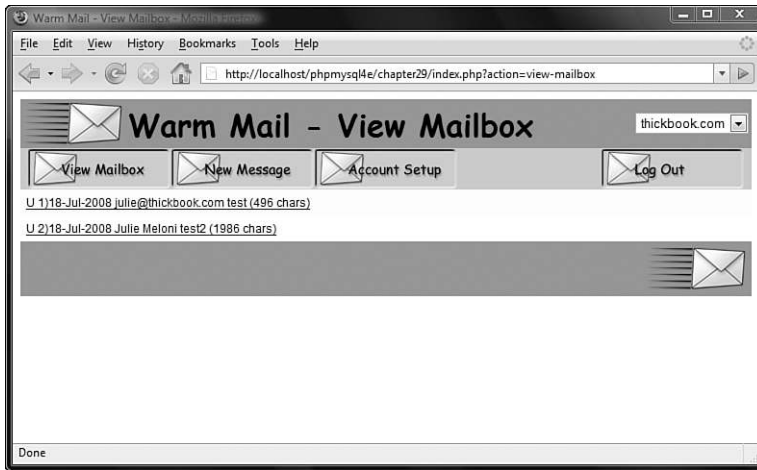 Warm Mail - View Mailbox - Mozilla Firefox
File Edit View History Bookmarks Tools Help
http://localhost/phpmysql4e/chapter29/index.php?action=view-mailbox
Warm Mail - View Mailbox
thickbook.com
View Mailbox New Message Account Setup Log Out
U 1)18-Jul-2008 julie@thickbook.com test (496 chars)
U 2)18-Jul-2008 Julie Meloni test2 (1986 chars)
Done